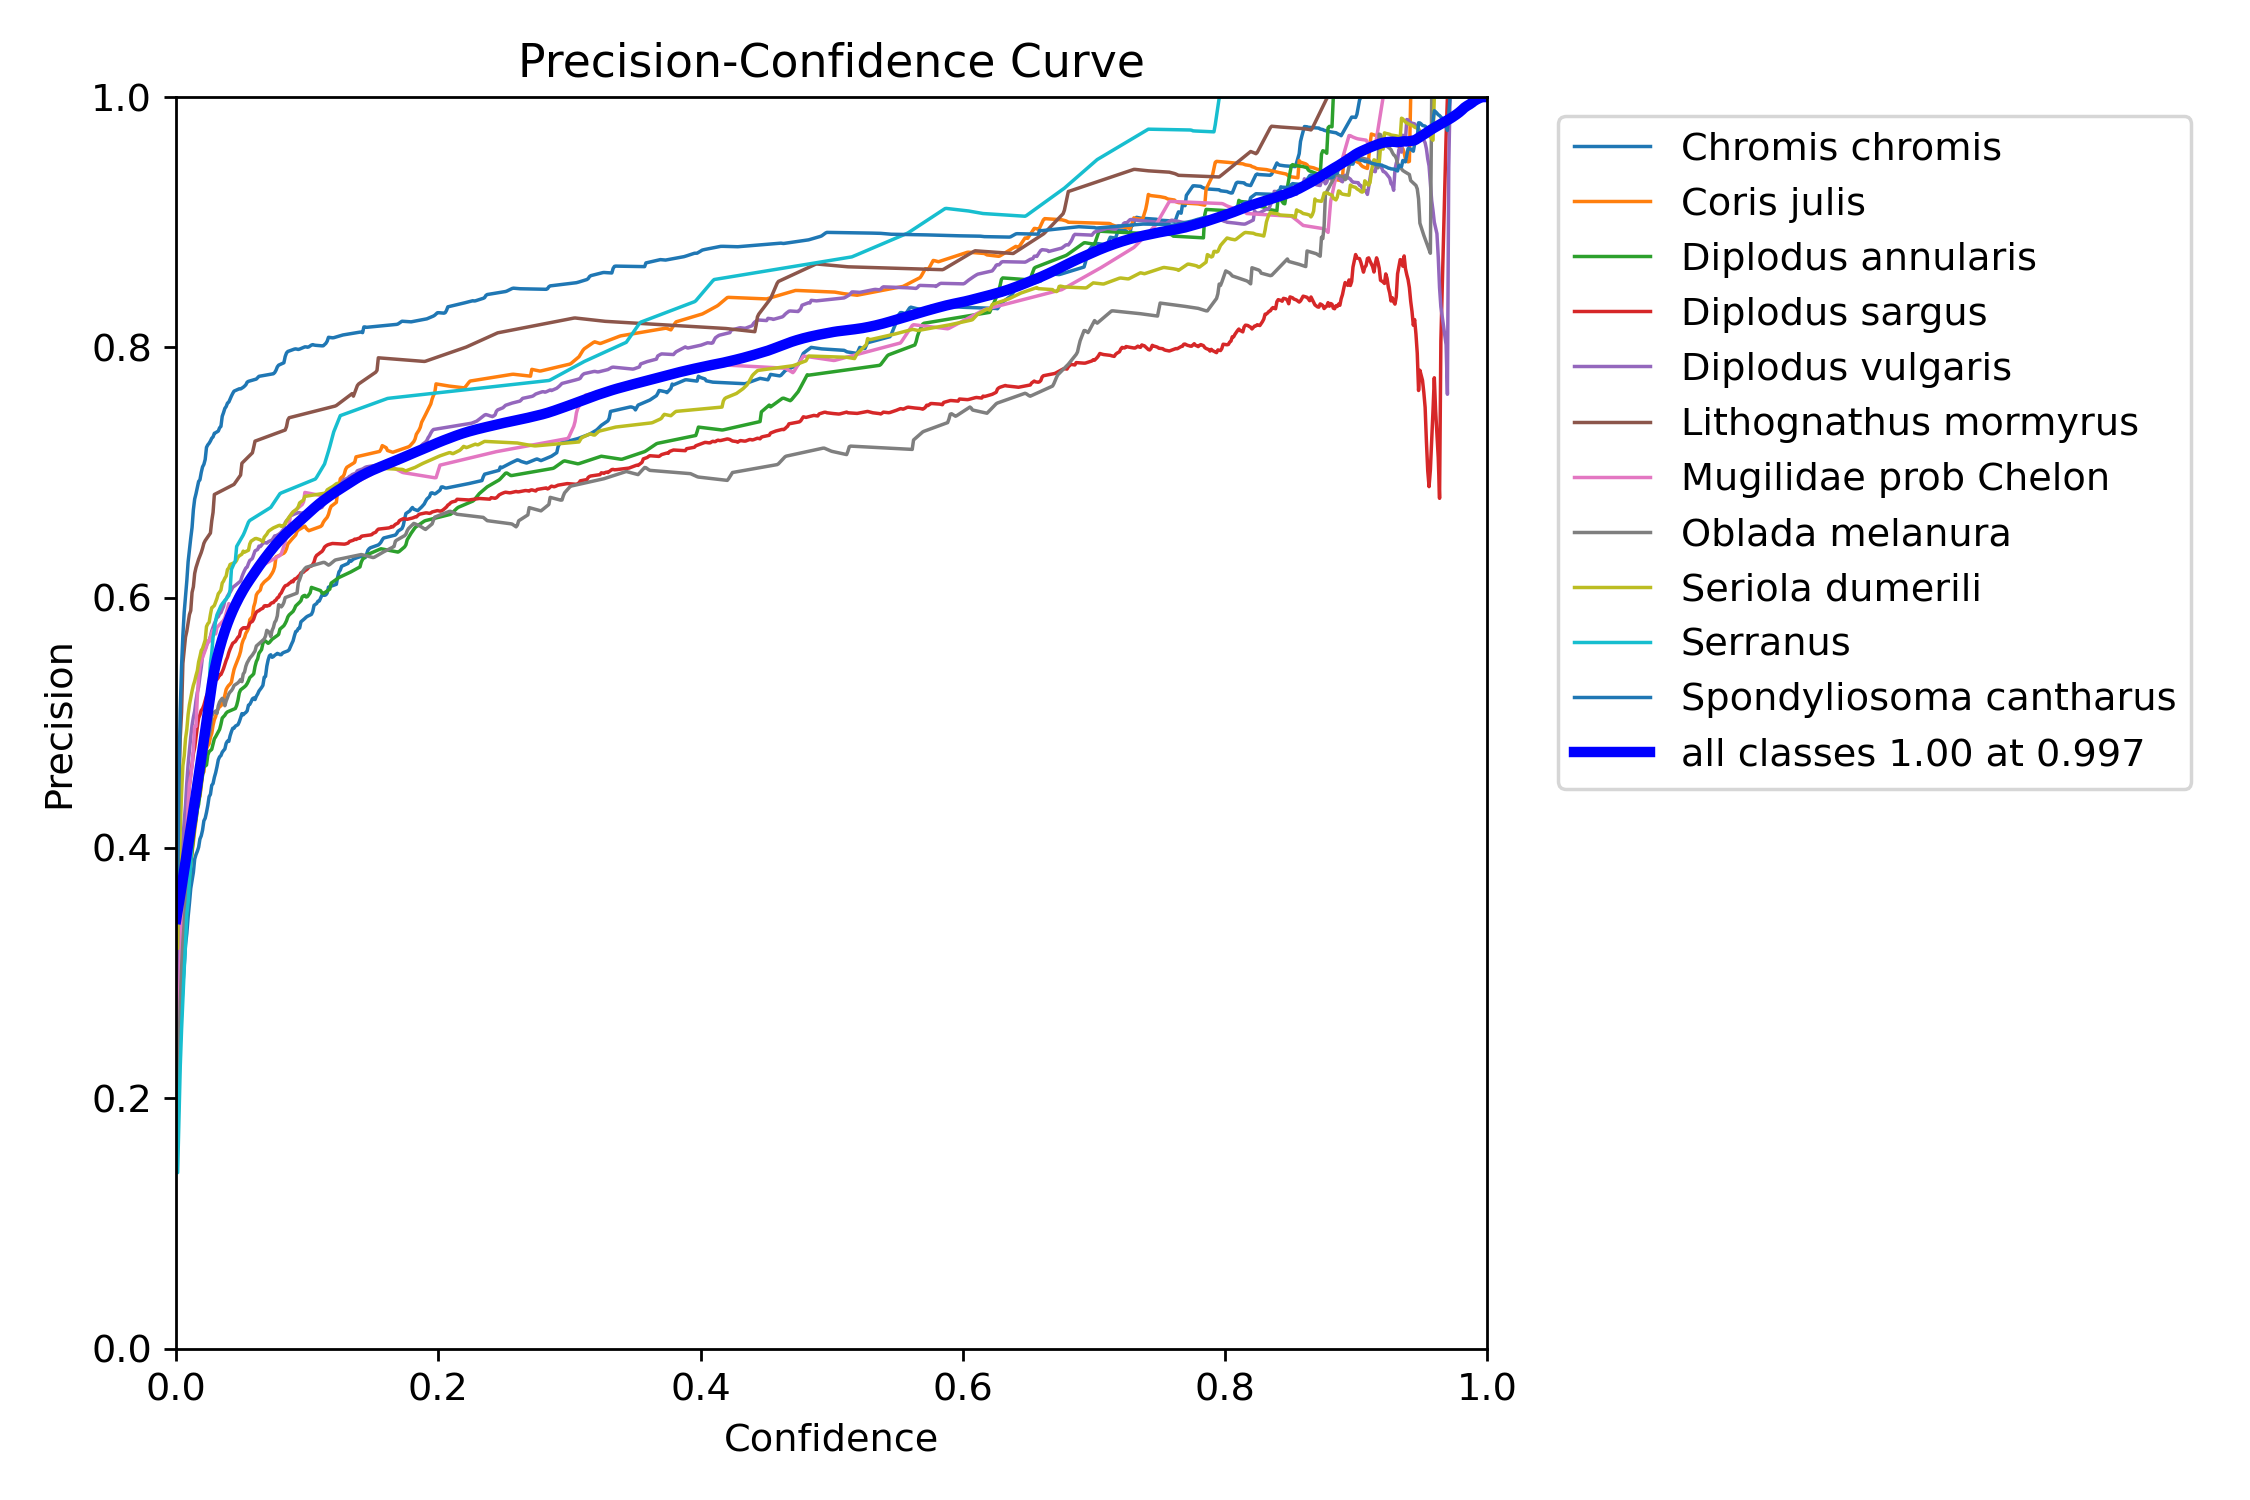 Precision-Confidence Curve
1.0
0.8
0.6
0.4
0.2
0.0
Precision
0.0 0.2 0.4 0.6 0.8 1.0
Confidence
Chromis chromis
Coris julis
Diplodus annularis
Diplodus sargus
Diplodus vulgaris
Lithognathus mormyrus
Mugilidae prob Chelon
Oblada melanura
Seriola dumerili
Serranus
Spondyliosoma cantharus
all classes 1.00 at 0.997